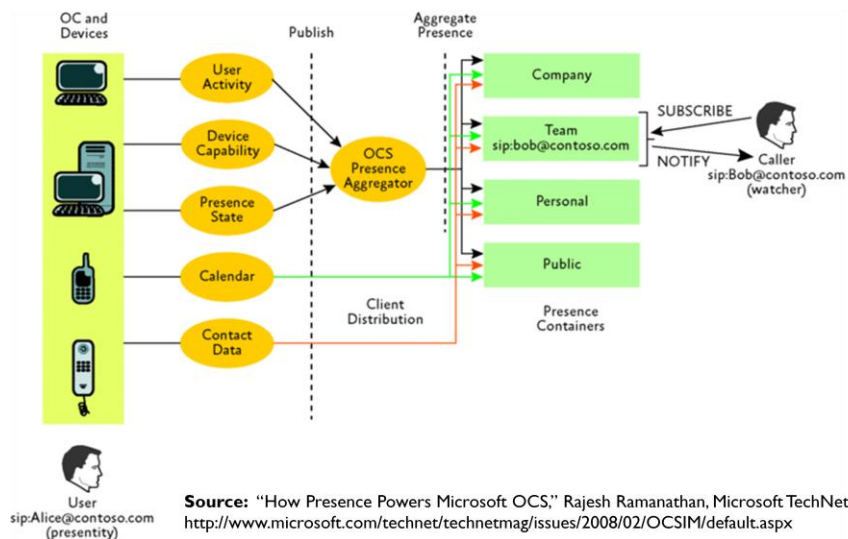 OC and
Devices
Publish
Aggregate
Presence
User
Activity
Device
Capability
Presence
State
Calendar
Contact
Data
OCS
Presence
Aggregator
Client
Distribution
Company
Team
sip:bob@contoso.com
Personal
Public
Presence
Containers
SUBSCRIBE
NOTIFY
Caller
sip:Bob@contoso.com
(watcher)
User
sip:Alice@contoso.com
(presentity)
Source: “How Presence Powers Microsoft OCS,” Rajesh Ramanathan, Microsoft TechNet
http://www.microsoft.com/technet/technetmag/issues/2008/02/OCSIM/default.aspx